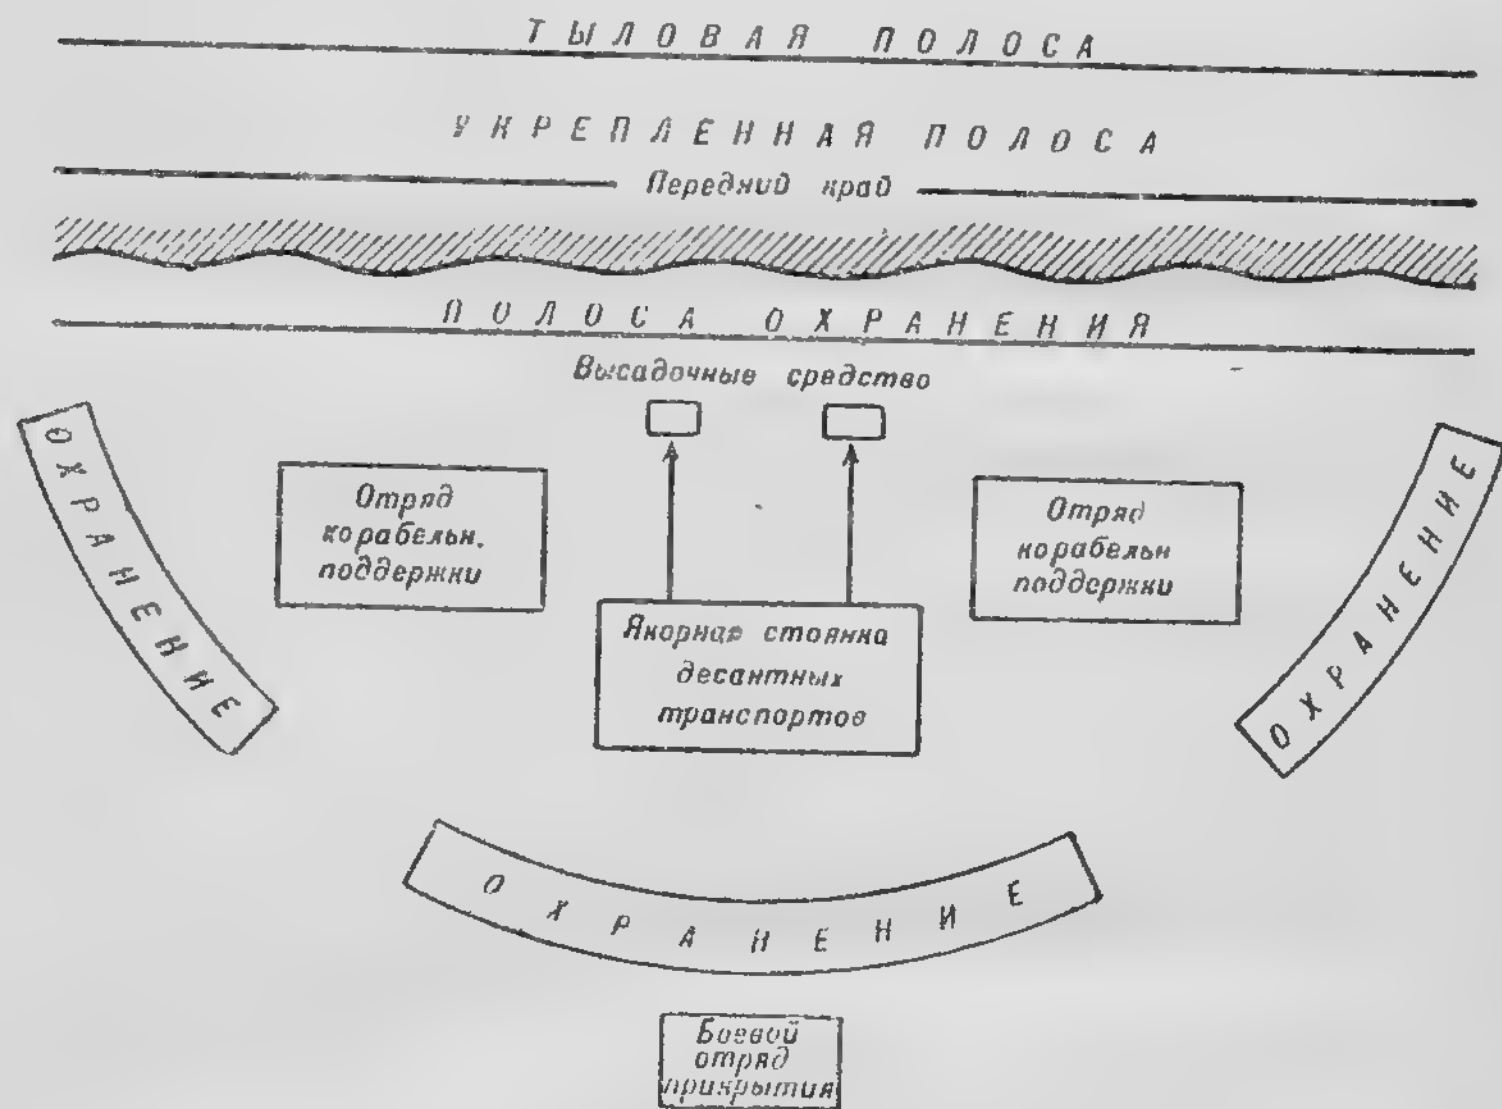 ТЫЛОВАЯ ПОЛОСА
УКРЕПЛЕННАЯ ПОЛОСА
Передний край
ПОЛОСА ОХРАНЕНИЯ
Высадочные средство
ОХРАНЕНИЕ
Отряд
корабельн.
поддержки
Отряд
корабельн
поддержки
ОХРАНЕНИЕ
Якорная стоянка
десантных
транспортов
ОХРАНЕНИЕ
Боевой
отряд
прикрытия